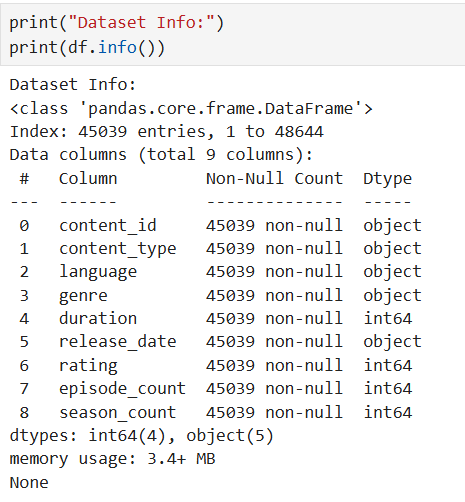 print("Dataset Info:")
print(df.info())
Dataset Info:
<class 'pandas.core.frame.DataFrame'>
Index: 45039 entries, 1 to 48644
Data columns (total 9 columns):
 #   Column         Non-Null Count  Dtype
---  ------         --------------  -----
 0   content_id     45039 non-null  object
 1   content_type   45039 non-null  object
 2   language       45039 non-null  object
 3   genre          45039 non-null  object
 4   duration       45039 non-null  int64
 5   release_date   45039 non-null  object
 6   rating         45039 non-null  int64
 7   episode_count  45039 non-null  int64
 8   season_count   45039 non-null  int64
dtypes: int64(4), object(5)
memory usage: 3.4+ MB
None